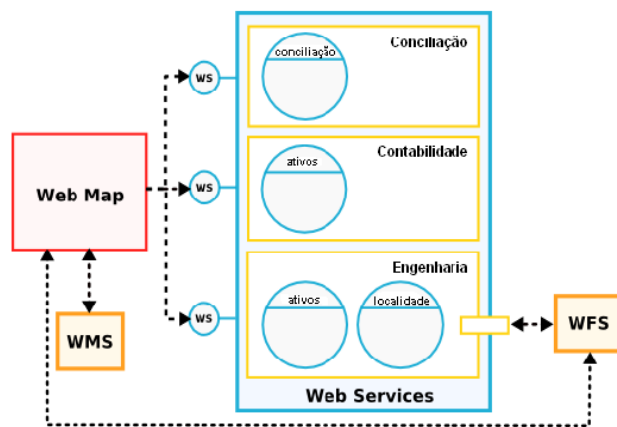 Conciliação
conciliação
ws
Web Map
Contabilidade
ativos
ws
Engenharia
ativos
localidade
ws
WMS
WFS
Web Services